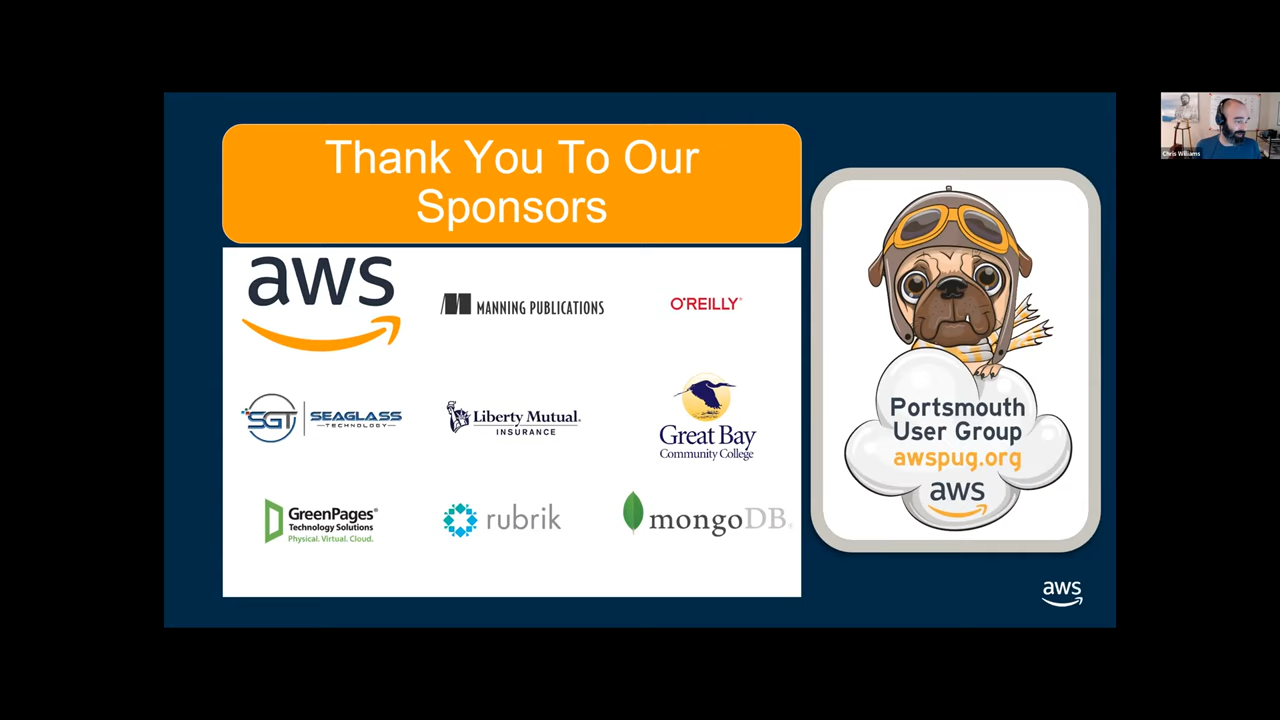 Thank You To Our
Sponsors
aws
MANNING PUBLICATIONS
O'REILLY®
SGT
SEAGLASS
TECHNOLOGY
Liberty Mutual.
INSURANCE
Great Bay
Community College
GreenPages®
Technology Solutions
Physical. Virtual. Cloud.
rubrik
mongoDB®
Portsmouth
User Group
awspug.org
aws
aws
Chris Williams